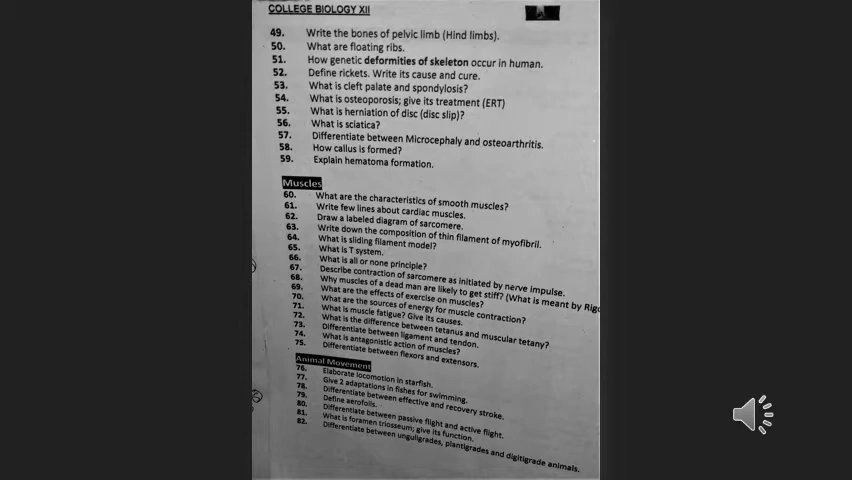 COLLEGE BIOLOGY XII
49. Write the bones of pelvic limb (Hind limbs).
50. What are floating ribs.
51. How genetic deformities of skeleton occur in human.
52. Define rickets. Write its cause and cure.
53. What is cleft palate and spondylosis?
54. What is osteoporosis; give its treatment (ERT)
55. What is herniation of disc (disc slip)?
56. What is sciatica?
57. Differentiate between Microcephaly and osteoarthritis.
58. How callus is formed?
59. Explain hematoma formation.
Muscles
60. What are the characteristics of smooth muscles?
61. Write few lines about cardiac muscles.
62. Draw a labeled diagram of sarcomere.
63. Write down the composition of thin filament of myofibril.
64. What is sliding filament model?
65. What is T system.
66. What is all or none principle?
67. Describe contraction of sarcomere as initiated by nerve impulse.
68. Why muscles of a dead man are likely to get stiff? (What is meant by Rigo
69. What are the effects of exercise on muscles?
70. What are the sources of energy for muscle contraction?
71. What is muscle fatigue? Give its causes.
72. What is the difference between tetanus and muscular tetany?
73. Differentiate between ligament and tendon.
74. What is antagonistic action of muscles?
75. Differentiate between flexors and extensors.
Animal Movement
76. Elaborate locomotion in starfish.
77. Give 2 adaptations in fishes for swimming.
78. Differentiate between effective and recovery stroke.
79. Define aerofoils.
80. Differentiate between passive flight and active flight.
81. What is foramen triosseum; give its function.
82. Differentiate between unguligrades, plantigrades and digitigrade animals.